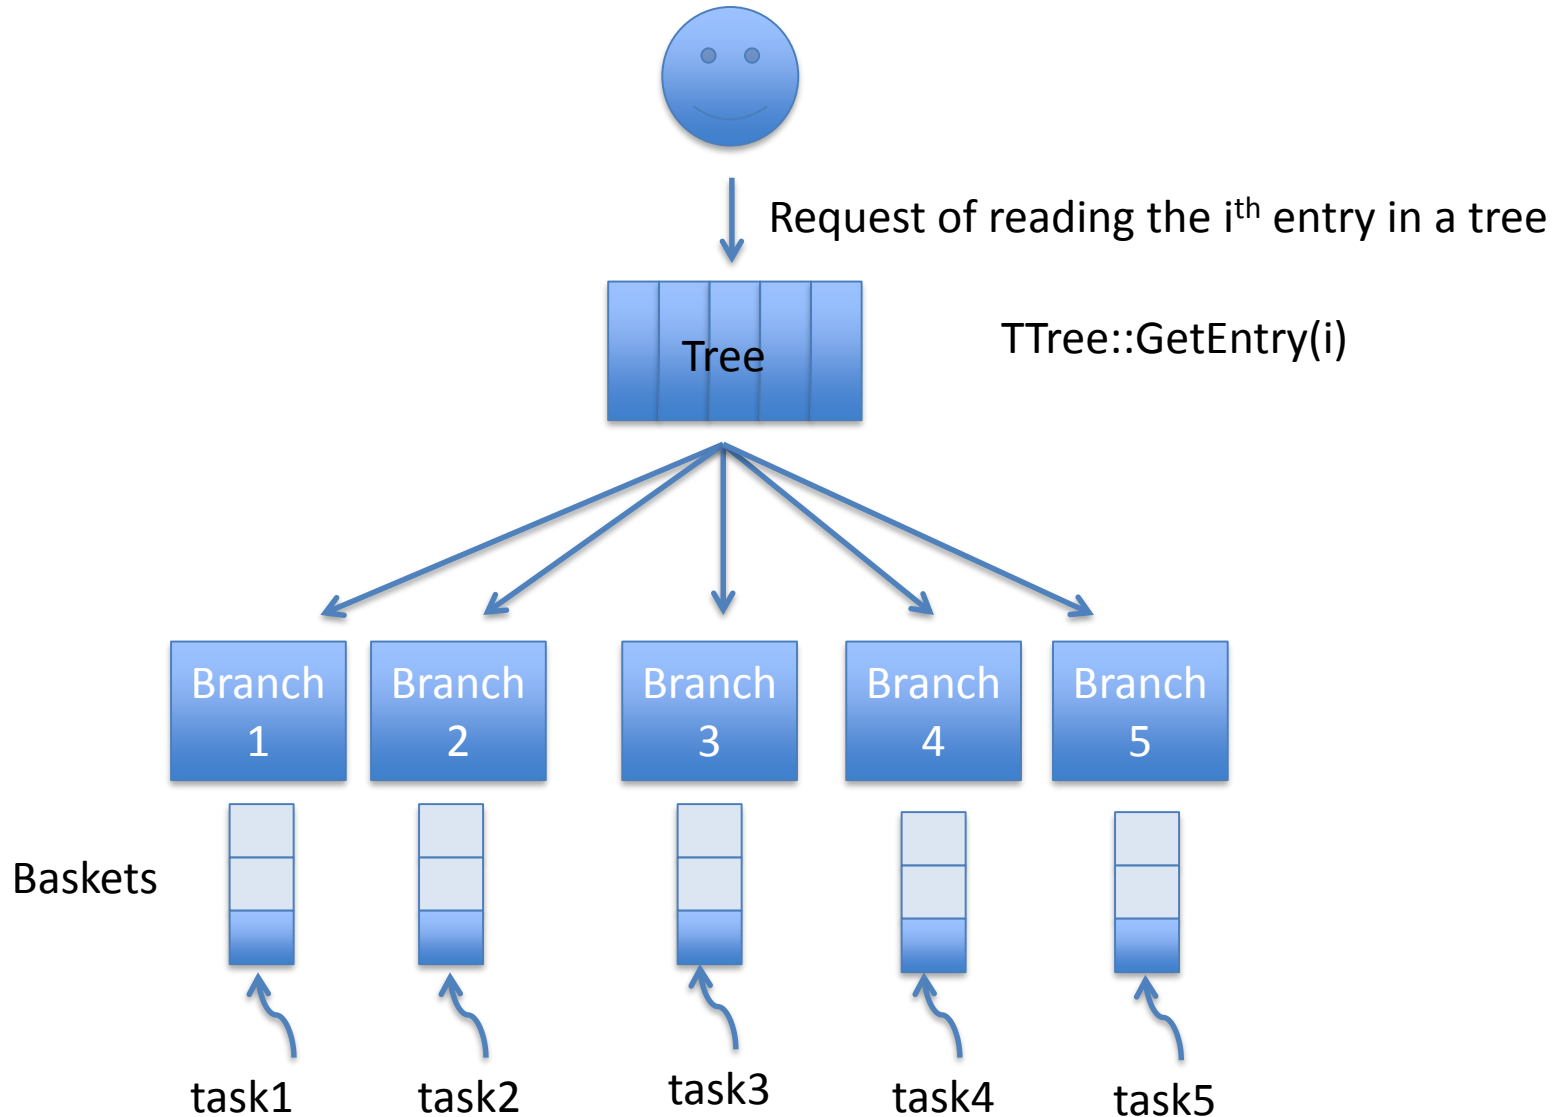 Request of reading the iᵗʰ entry in a tree
TTree::GetEntry(i)
Tree
Branch
1
Branch
2
Branch
3
Branch
4
Branch
5
Baskets
task1
task2
task3
task4
task5